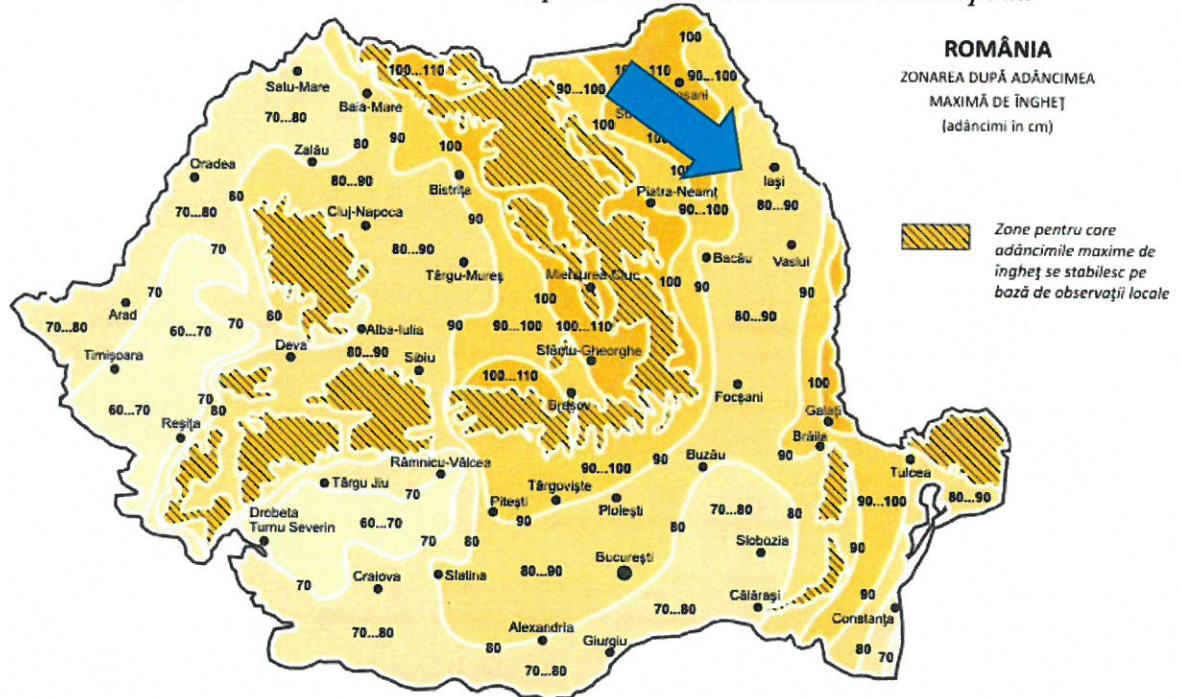 ROMÂNIA
ZONAREA DUPĂ ADÂNCIMEA
MAXIMĂ DE ÎNGHEȚ
(adâncimi în cm)
Zone pentru care
adâncimile maxime de
îngheț se stabilesc pe
bază de observații locale
100
100...110
90...100
Satu-Mare
Baia-Mare
70...80
90
80
100
Zalău
Oradea
80...90
Bistrița
Iași
Piatra-Neamț
90...100
80...90
80
70...80
Cluj-Napoca
90
70
80...90
Târgu-Mureș
Bacău
Vaslui
Miercurea Ciuc
100
90
90
70
Arad
70...80
60...70
70
80
Alba-Iulia
90
90...100
100...110
80...90
Timișoara
Deva
80...90
Sibiu
Sfântu-Gheorghe
100...110
Brașov
Focșani
100
60...70
70
80
Reșița
Galați
Brăila
Râmnicu-Vâlcea
90...100
90
Buzău
90
Tulcea
Târgu Jiu
70
Târgoviște
Pitești
Ploiești
90
70...80
80
90...100
80...90
Drobeta
Turnu Severin
60...70
70
80
80
Slobozia
90
București
70
Craiova
Slatina
80...90
Călărași
90
Constanța
70...80
70...80
Alexandria
80
Giurgiu
70...80
80
70